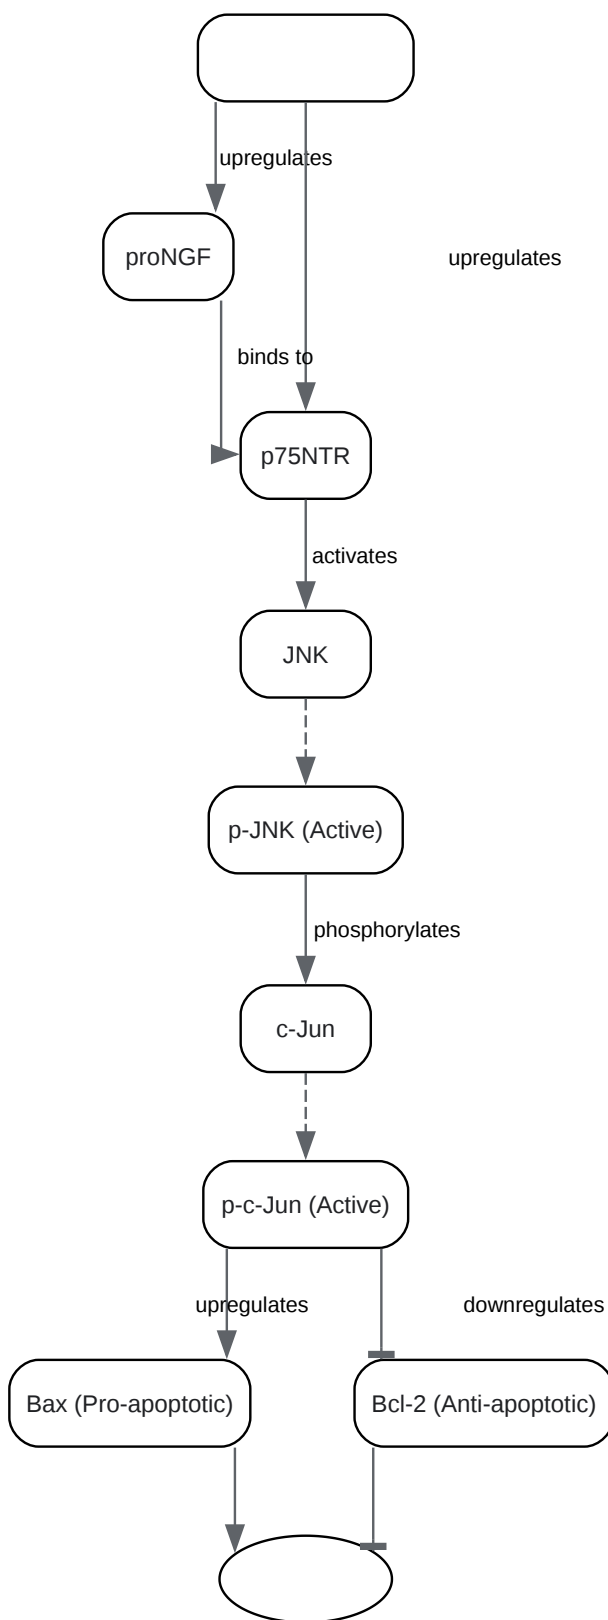 upregulates
proNGF
upregulates
binds to
p75NTR
activates
JNK
p-JNK (Active)
phosphorylates
c-Jun
p-c-Jun (Active)
upregulates
downregulates
Bax (Pro-apoptotic)
Bcl-2 (Anti-apoptotic)